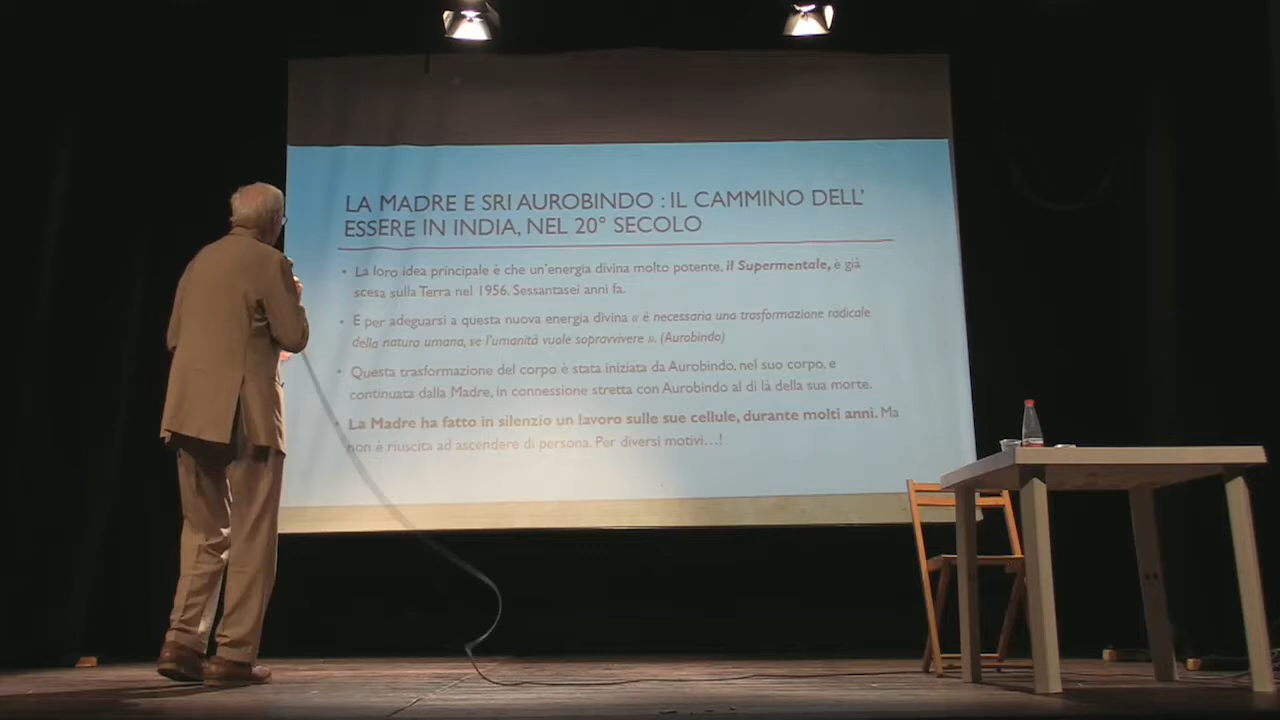 LA MADRE E SRI AUROBINDO : IL CAMMINO DELL'
ESSERE IN INDIA, NEL 20° SECOLO
• La loro idea principale è che un'energia divina molto potente, il Supermentale, è già
scesa sulla Terra nel 1956. Sessantasei anni fa.
• E per adeguarsi a questa nuova energia divina « è necessaria una trasformazione radicale
della natura umana, se l'umanità vuole sopravvivere ». (Aurobindo)
• Questa trasformazione del corpo è stata iniziata da Aurobindo, nel suo corpo, e
continuata dalla Madre, in connessione stretta con Aurobindo al di là della sua morte.
• La Madre ha fatto in silenzio un lavoro sulle sue cellule, durante molti anni. Ma
non è riuscita ad ascendere di persona. Per diversi motivi...!